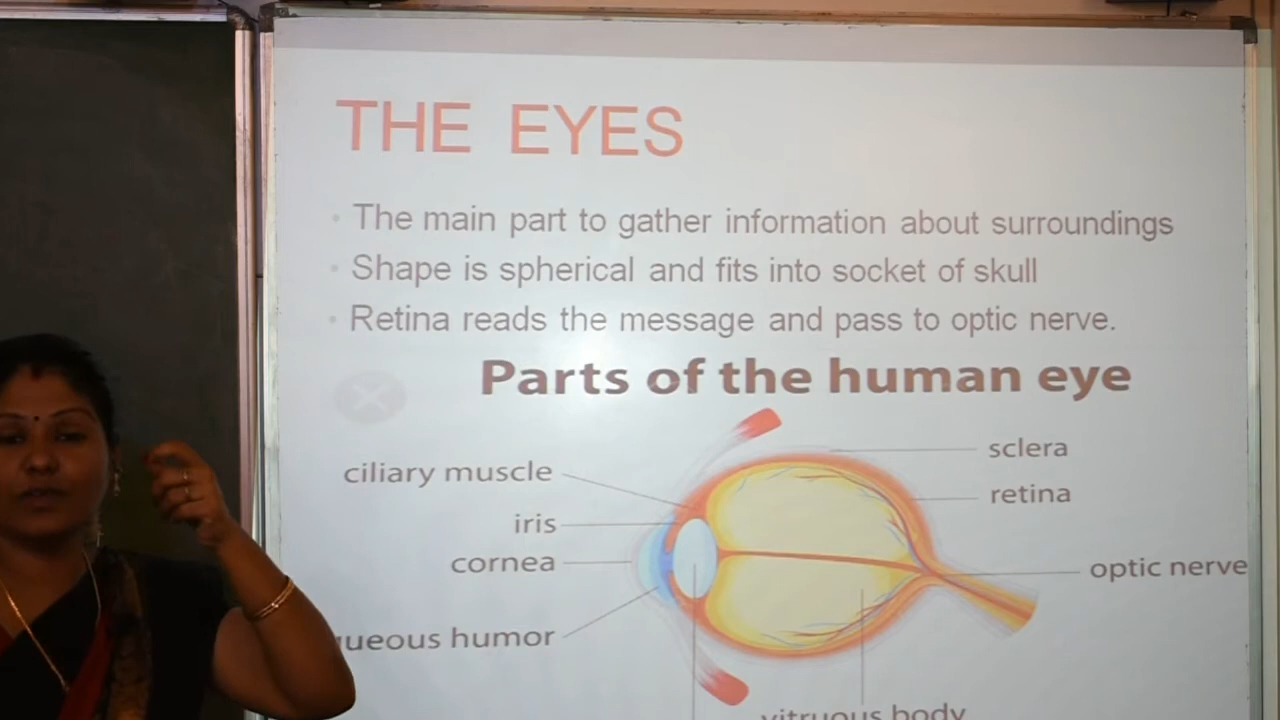 THE EYES
• The main part to gather information about surroundings
• Shape is spherical and fits into socket of skull
• Retina reads the message and pass to optic nerve.
Parts of the human eye
sclera
ciliary muscle
retina
iris
cornea
optic nerve
ueous humor
vitruous body